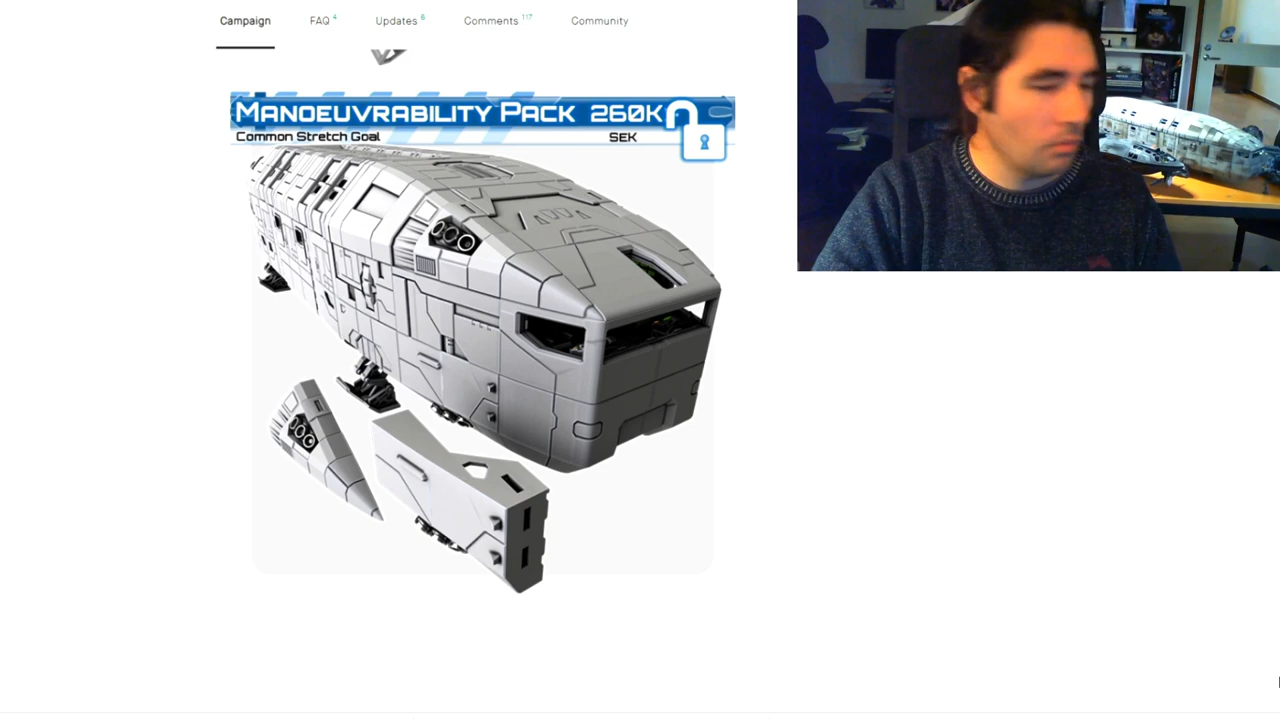 Campaign FAQ 4 Updates 6 Comments 117 Community
MANOEUVRABILITY PACK 260K
Common Stretch Goal SEK